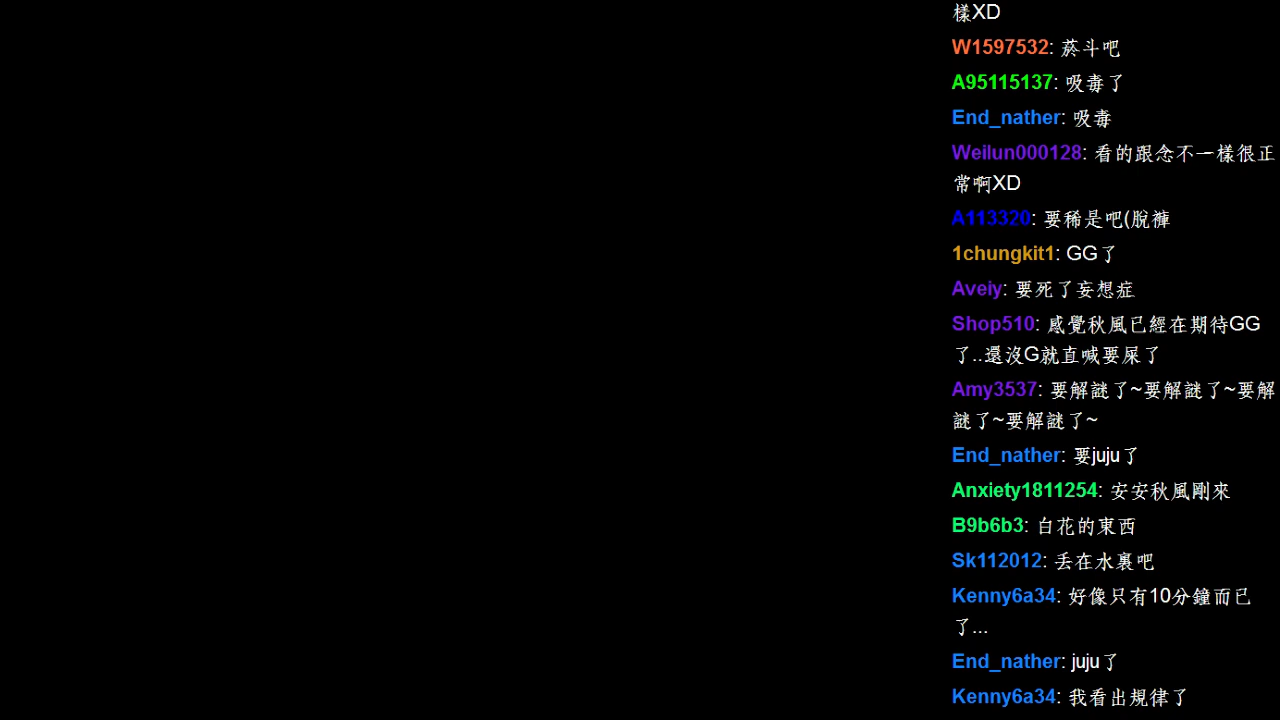 樣XD
W1597532: 菸斗吧
A95115137: 吸毒了
End_nather: 吸毒
Weilun000128: 看的跟念不一樣很正
常啊XD
A113320: 要稀是吧(脫褲
1chungkit1: GG了
Aveiy: 要死了妄想症
Shop510: 感覺秋風已經在期待GG
了..還沒G就直喊要屎了
Amy3537: 要解謎了~要解謎了~要解
謎了~要解謎了~
End_nather: 要juju了
Anxiety1811254: 安安秋風剛來
B9b6b3: 白花的東西
Sk112012: 丟在水裏吧
Kenny6a34: 好像只有10分鐘而已
了...
End_nather: juju了
Kenny6a34: 我看出規律了